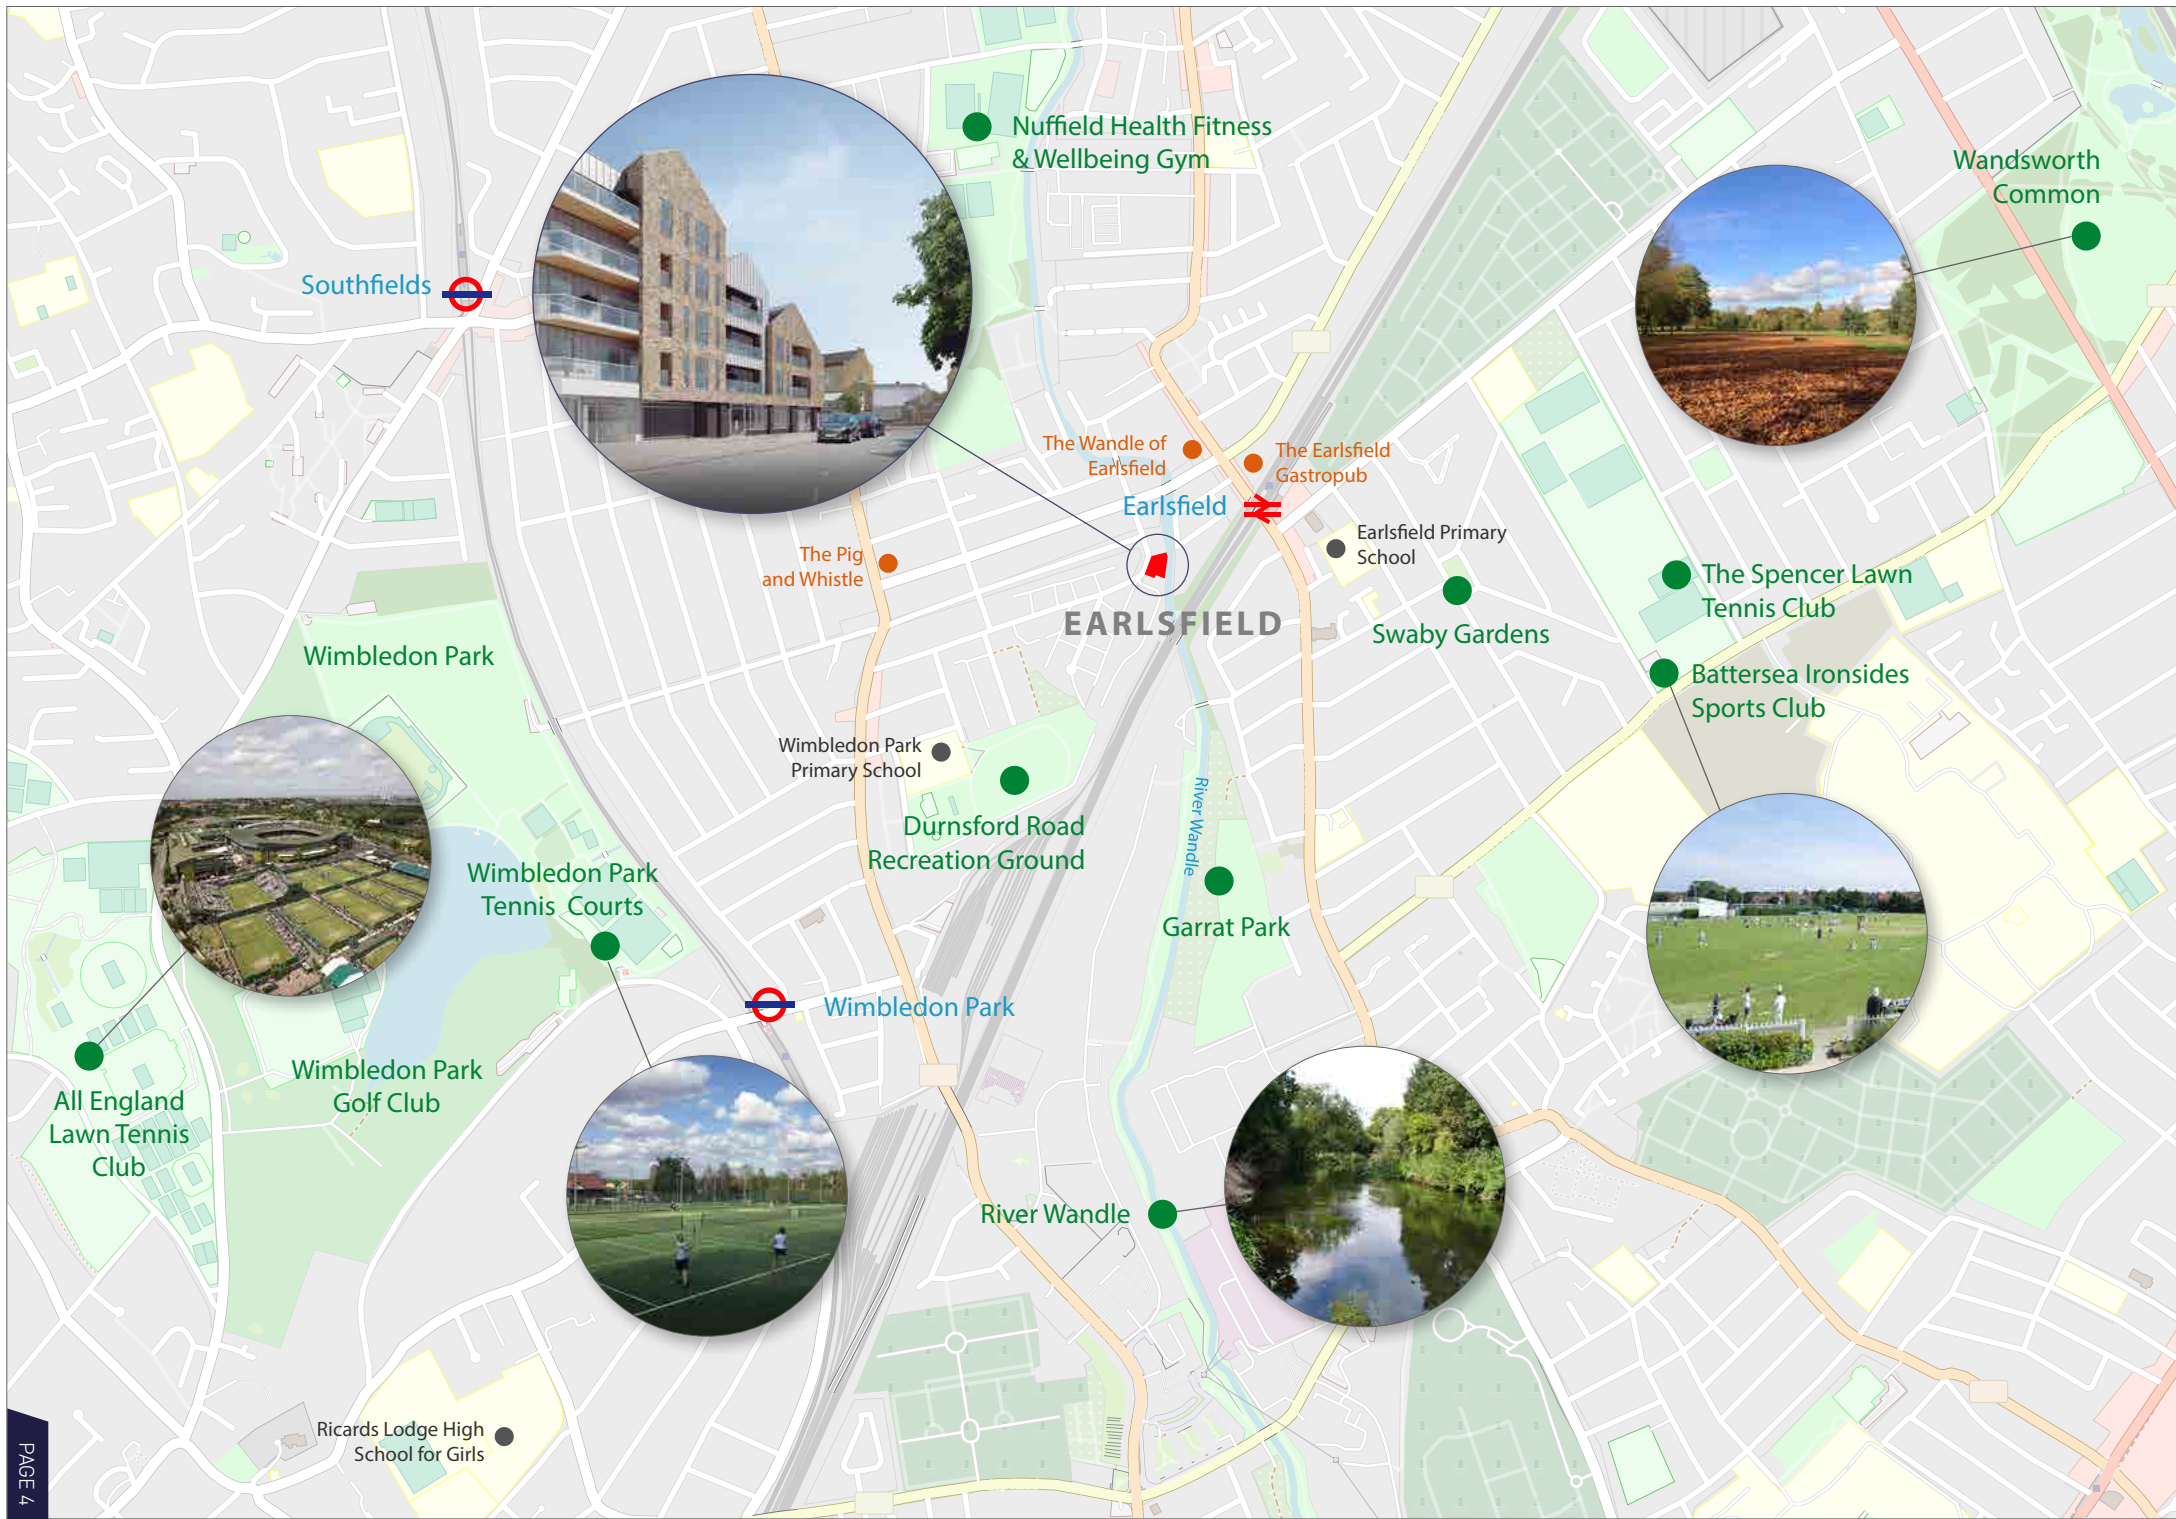 Nuffield Health Fitness
& Wellbeing Gym
Wandsworth
Common
Southfields
The Wandle of
Earlsfield
The Earlsfield
Gastropub
Earlsfield
Earlsfield Primary
School
The Pig
and Whistle
The Spencer Lawn
Tennis Club
EARLSFIELD
Swaby Gardens
Wimbledon Park
Battersea Ironsides
Sports Club
Wimbledon Park
Primary School
River Wandle
Durnsford Road
Recreation Ground
Wimbledon Park
Tennis Courts
Garrat Park
Wimbledon Park
Wimbledon Park
Golf Club
All England
Lawn Tennis
Club
River Wandle
Ricards Lodge High
School for Girls
PAGE 4